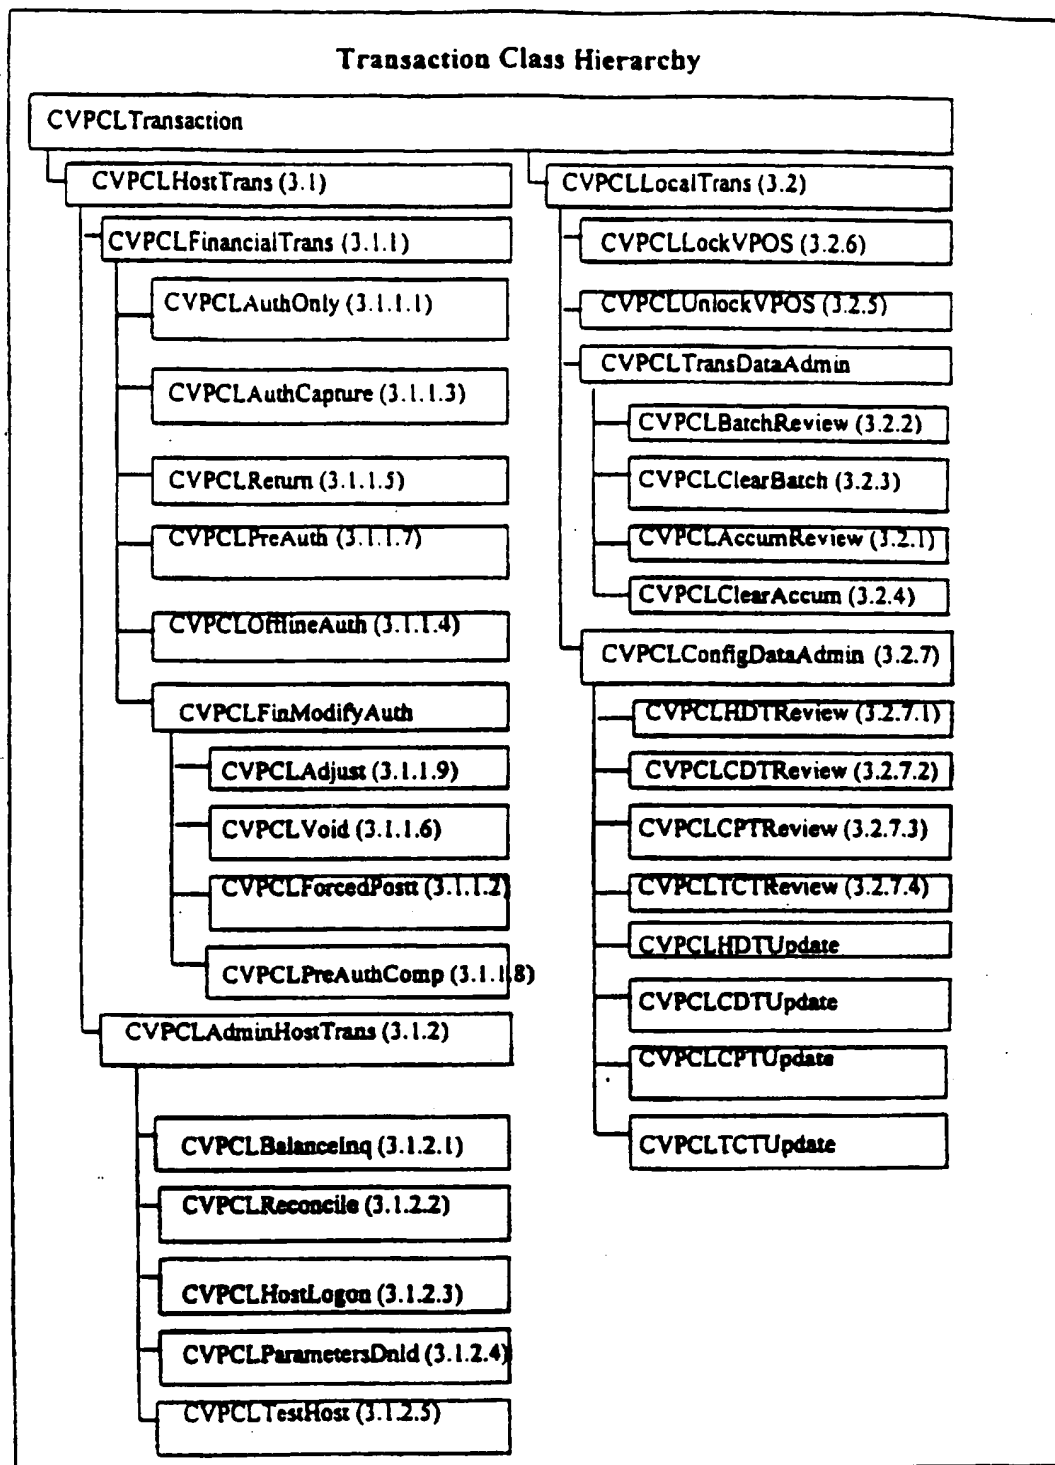 Transaction Class Hierarchy
CVPCLTransaction
CVPCLHostTrans (3.1)
CVPCLFinancialTrans (3.1.1)
CVPCLAuthOnly (3.1.1.1)
CVPCLAuthCapture (3.1.1.3)
CVPCLReturn (3.1.1.5)
CVPCLPreAuth (3.1.1.7)
CVPCLOfflineAuth (3.1.1.4)
CVPCLFinModifyAuth
CVPCLAdjust (3.1.1.9)
CVPCLVoid (3.1.1.6)
CVPCLForcedPostt (3.1.1.2)
CVPCLPreAuthComp (3.1.1.8)
CVPCLAdminHostTrans (3.1.2)
CVPCLBalanceInq (3.1.2.1)
CVPCLReconcile (3.1.2.2)
CVPCLHostLogon (3.1.2.3)
CVPCLParametersDnld (3.1.2.4)
CVPCLTestHost (3.1.2.5)
CVPCLLocalTrans (3.2)
CVPCLLockVPOS (3.2.6)
CVPCLUnlockVPOS (3.2.5)
CVPCLTransDataAdmin
CVPCLBatchReview (3.2.2)
CVPCLClearBatch (3.2.3)
CVPCLAccumReview (3.2.1)
CVPCLClearAccum (3.2.4)
CVPCLConfigDataAdmin (3.2.7)
CVPCLHDTReview (3.2.7.1)
CVPCLCDTReview (3.2.7.2)
CVPCLCPTReview (3.2.7.3)
CVPCLTCTReview (3.2.7.4)
CVPCLHDTUpdate
CVPCLCDTUpdate
CVPCLCPTUpdate
CVPCLTCTUpdate